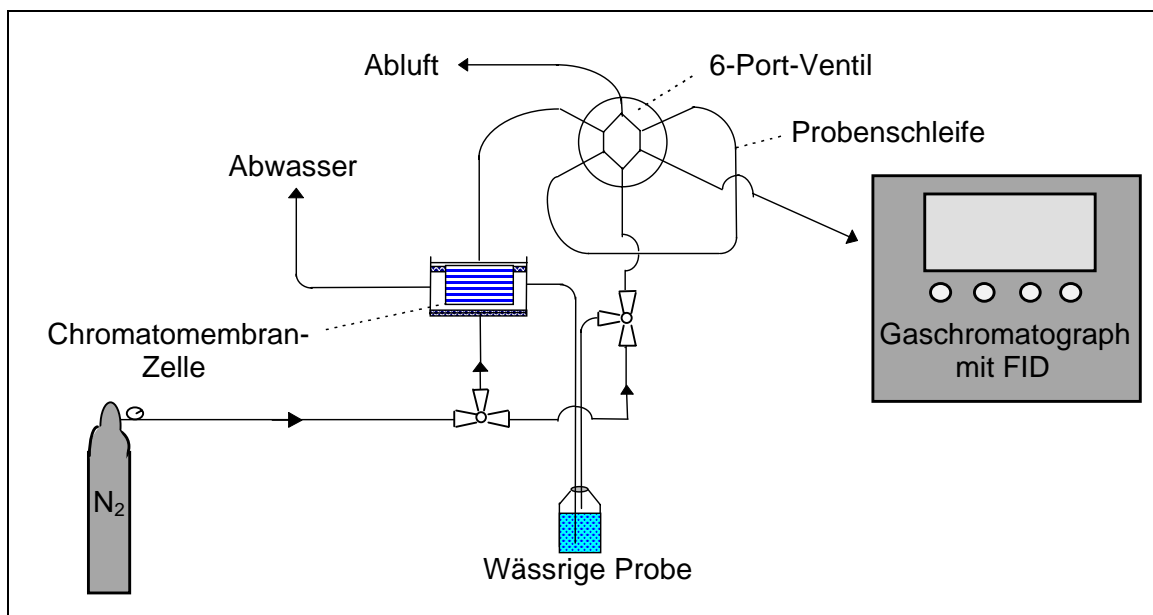 Abluft
6-Port-Ventil
Probenschleife
Abwasser
Chromatomembran-
Zelle
Gaschromatograph
mit FID
N₂
Wässrige Probe